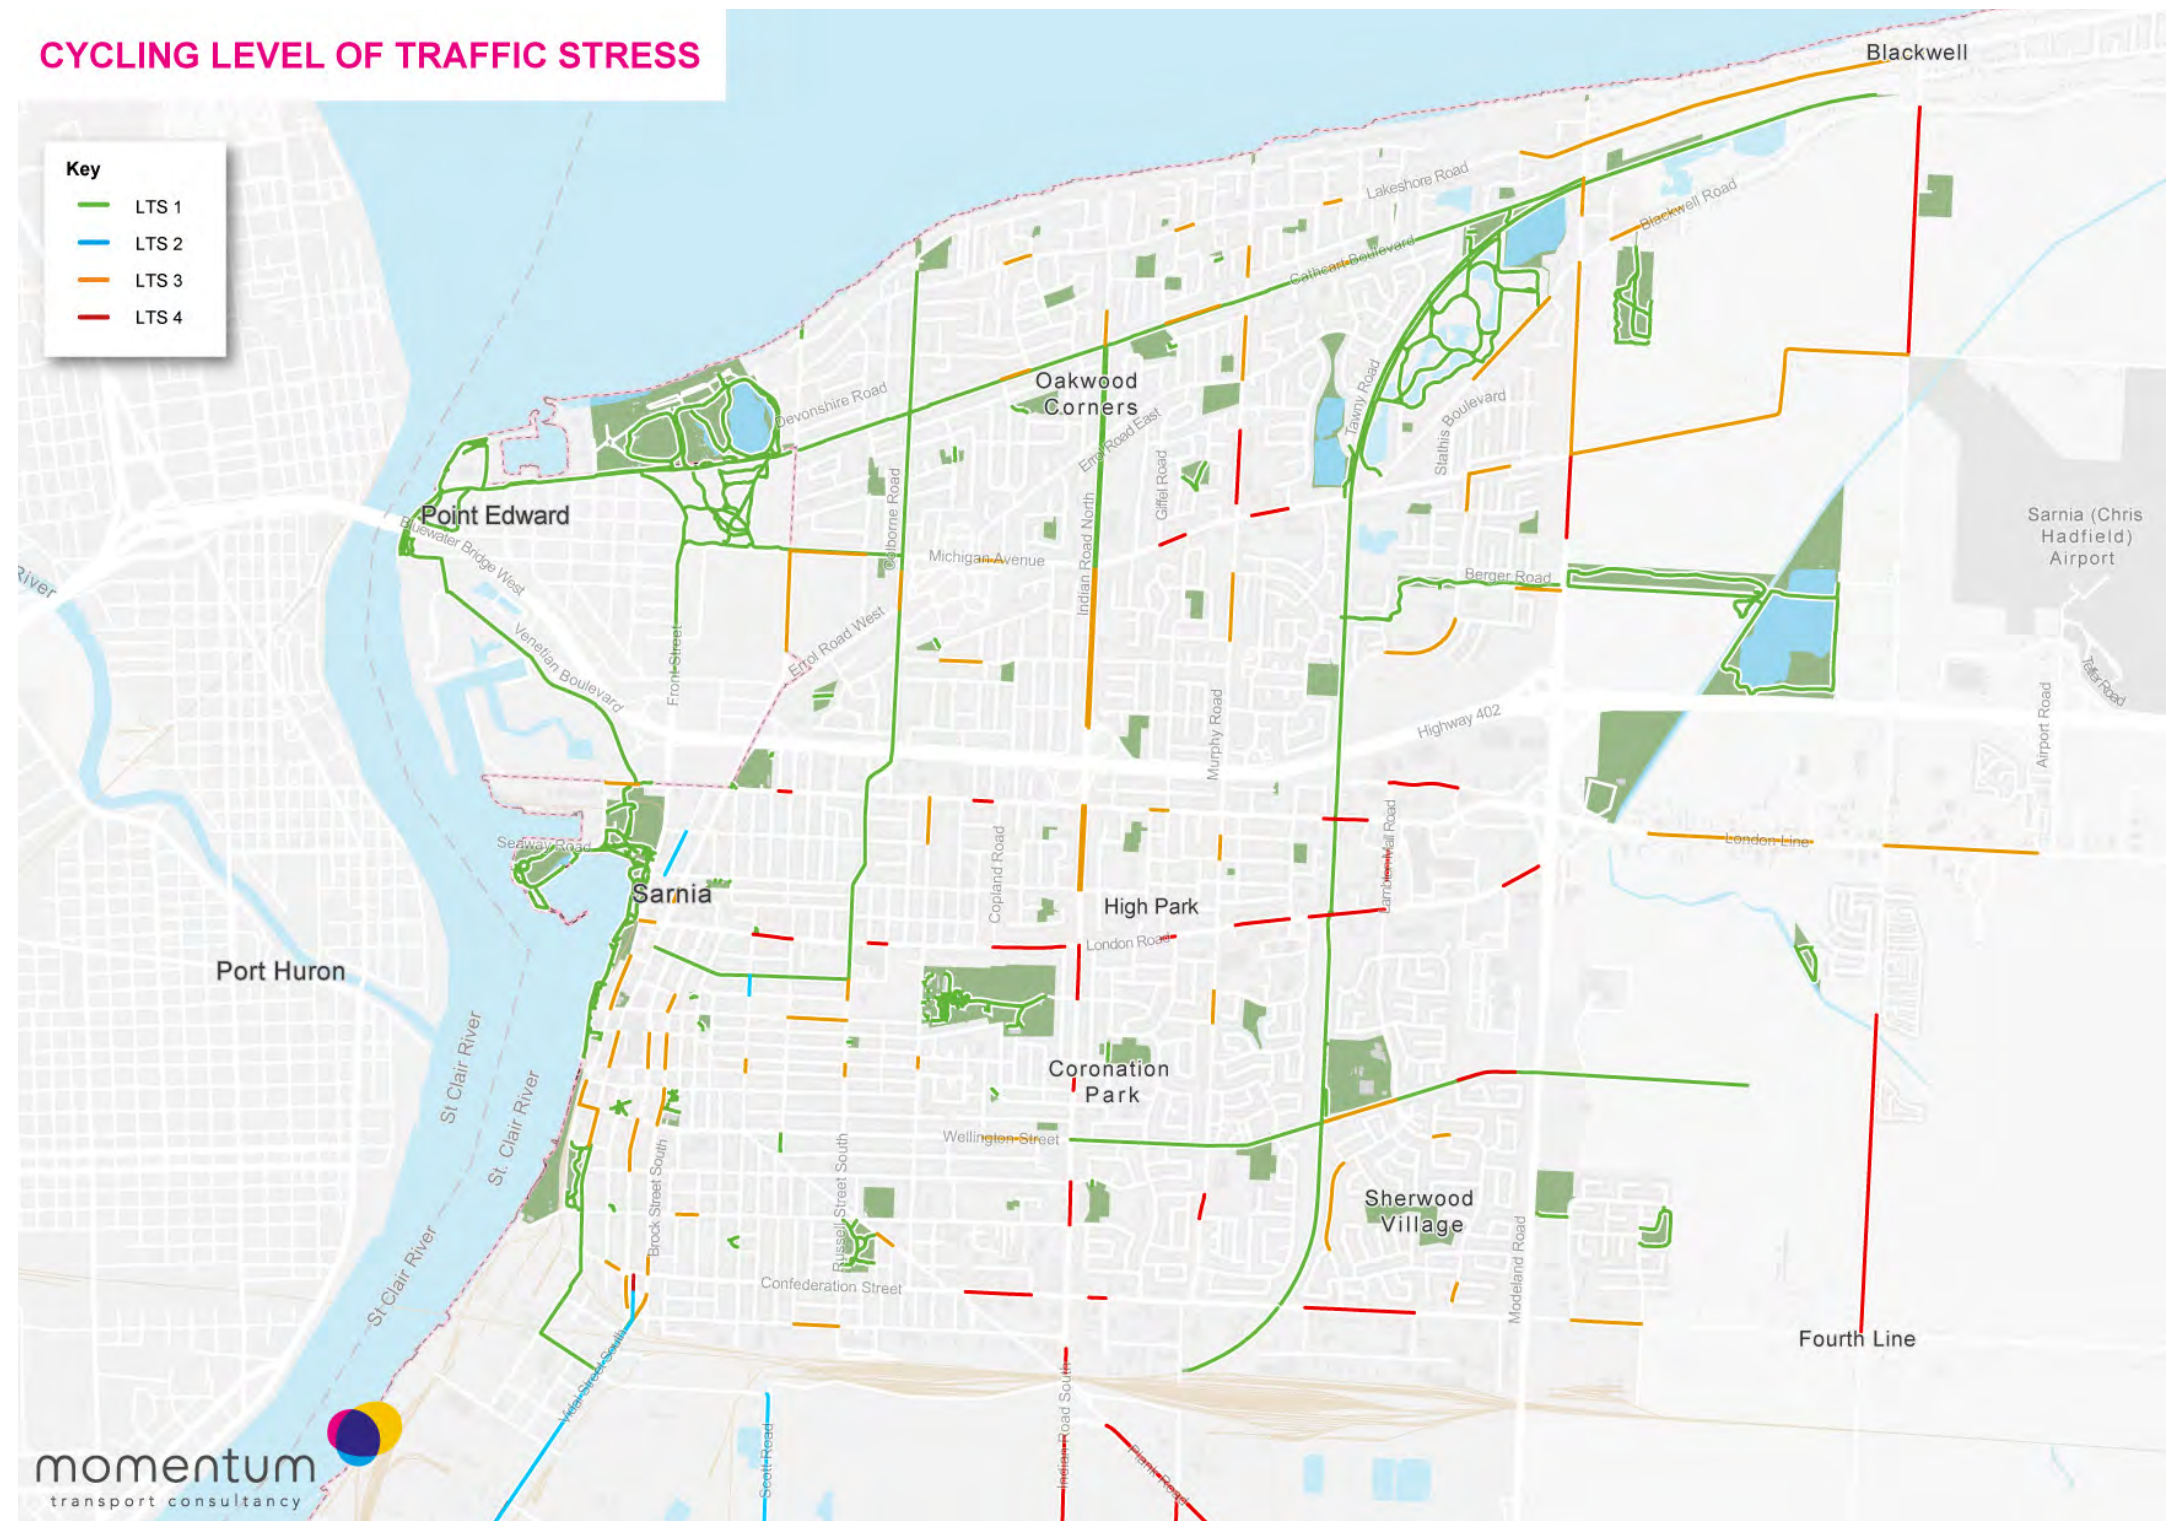 CYCLING LEVEL OF TRAFFIC STRESS
Key
LTS 1
LTS 2
LTS 3
LTS 4
Blackwell
Lakeshore Road
Blackwell Road
Cathcart Boulevard
Oakwood
Corners
Devonshire Road
Errol Road East
Tawny Road
Stathis Boulevard
Giffel Road
Colborne Road
Indian Road North
Point Edward
Bluewater Bridge West
Michigan Avenue
Berger Road
Sarnia (Chris
Hadfield)
Airport
River
Venetian Boulevard
Front Street
Errol Road West
Murphy Road
Highway 402
Telfer Road
Airport Road
Seaway Road
Sarnia
Copland Road
High Park
Lambton Mall Road
London Line
London Road
Port Huron
St Clair River
St. Clair River
St Clair River
Coronation
Park
Wellington Street
Brock Street South
Russell Street South
Sherwood
Village
Modeland Road
Confederation Street
Fourth Line
Vidal Street South
Scott Road
Indian Road South
Plank Road
momentum
transport consultancy